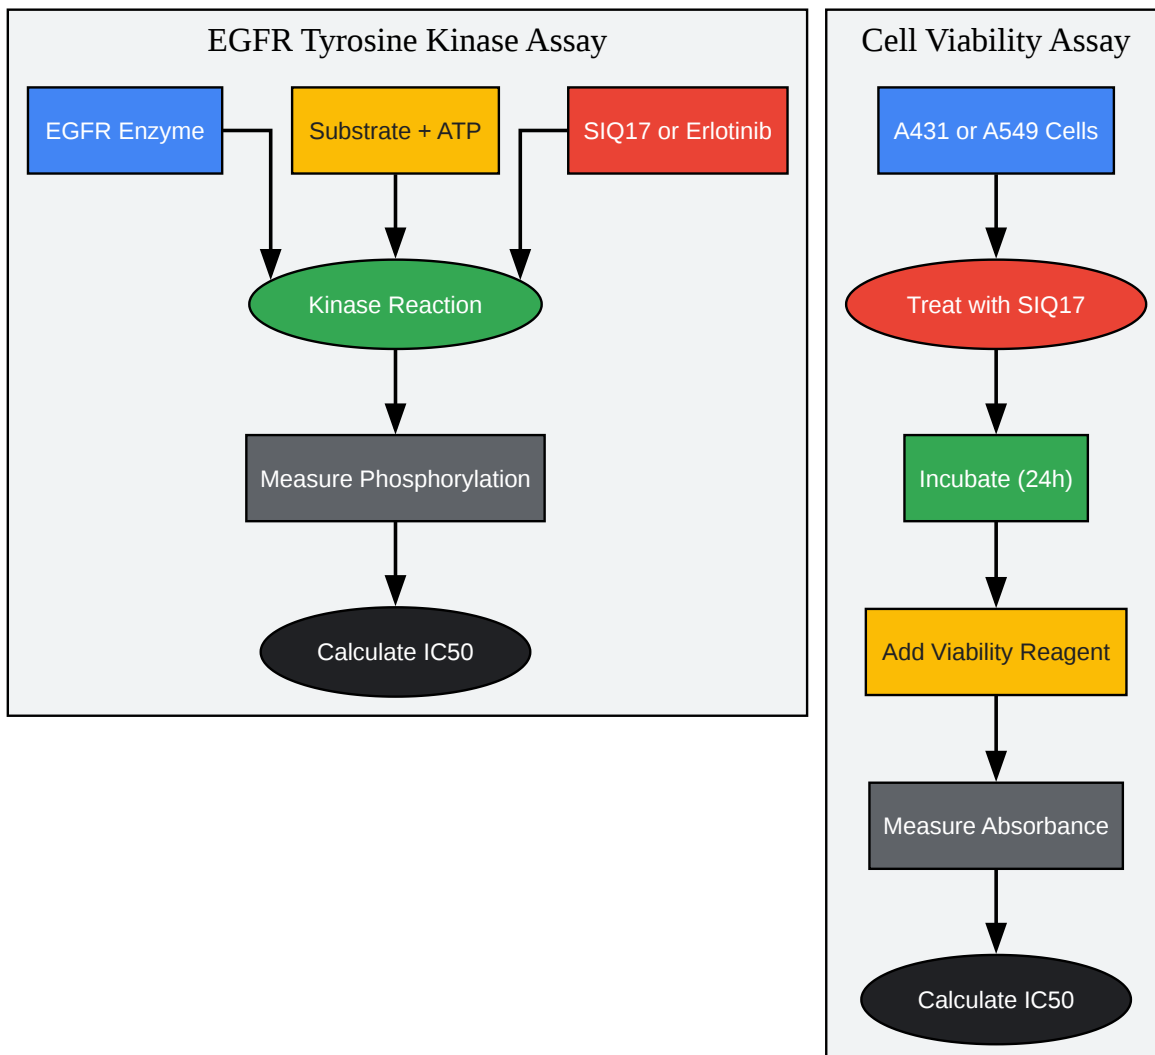 EGFR Tyrosine Kinase Assay
EGFR Enzyme
Substrate + ATP
SIQ17 or Erlotinib
Kinase Reaction
Measure Phosphorylation
Calculate IC50
Cell Viability Assay
A431 or A549 Cells
Treat with SIQ17
Incubate (24h)
Add Viability Reagent
Measure Absorbance
Calculate IC50